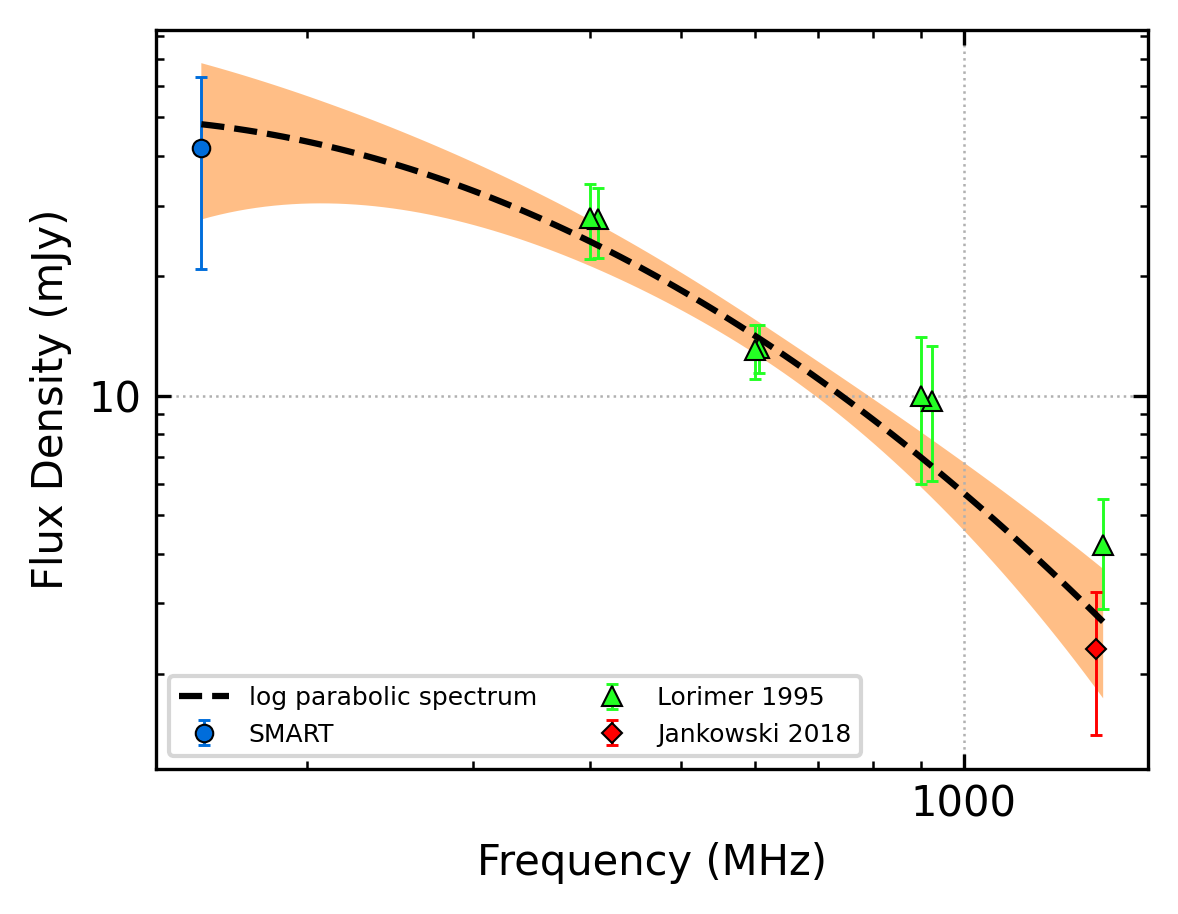 Flux Density (mJy)
10
log parabolic spectrum
SMART
Lorimer 1995
Jankowski 2018
1000
Frequency (MHz)